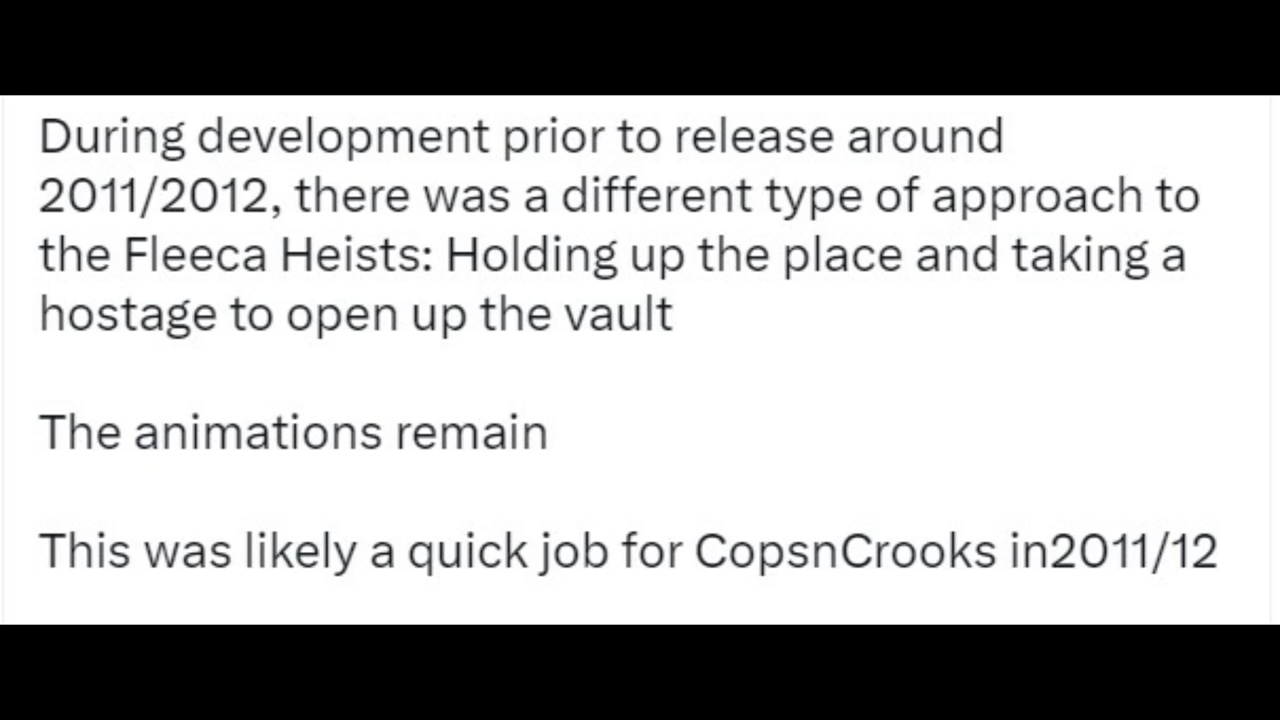 During development prior to release around
2011/2012, there was a different type of approach to
the Fleeca Heists: Holding up the place and taking a
hostage to open up the vault
The animations remain
This was likely a quick job for CopsnCrooks in2011/12